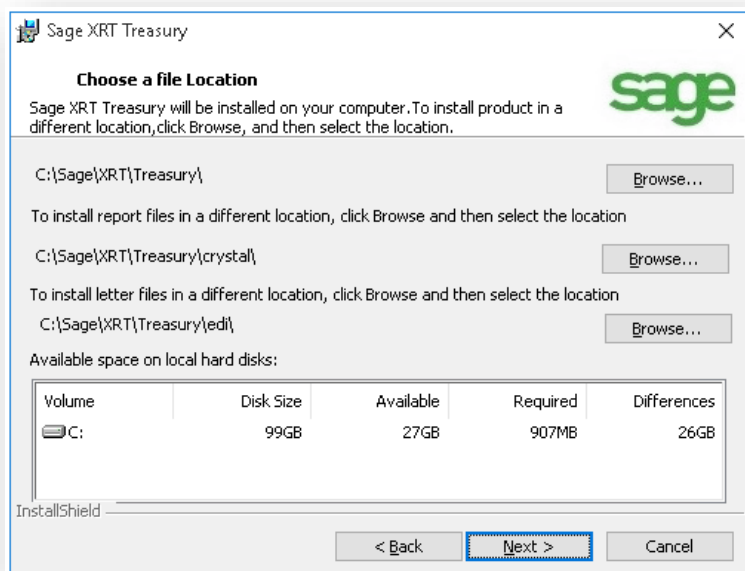 Sage XRT Treasury
Choose a file Location
sage
Sage XRT Treasury will be installed on your computer.To install product in a
different location,click Browse, and then select the location.
C:\Sage\XRT\Treasury\
Browse...
To install report files in a different location, click Browse and then select the location
C:\Sage\XRT\Treasury\crystal\
Browse...
To install letter files in a different location, click Browse and then select the location
C:\Sage\XRT\Treasury\edi\
Browse...
Available space on local hard disks:
Volume Disk Size Available Required Differences
C: 99GB 27GB 907MB 26GB
InstallShield
< Back Next > Cancel